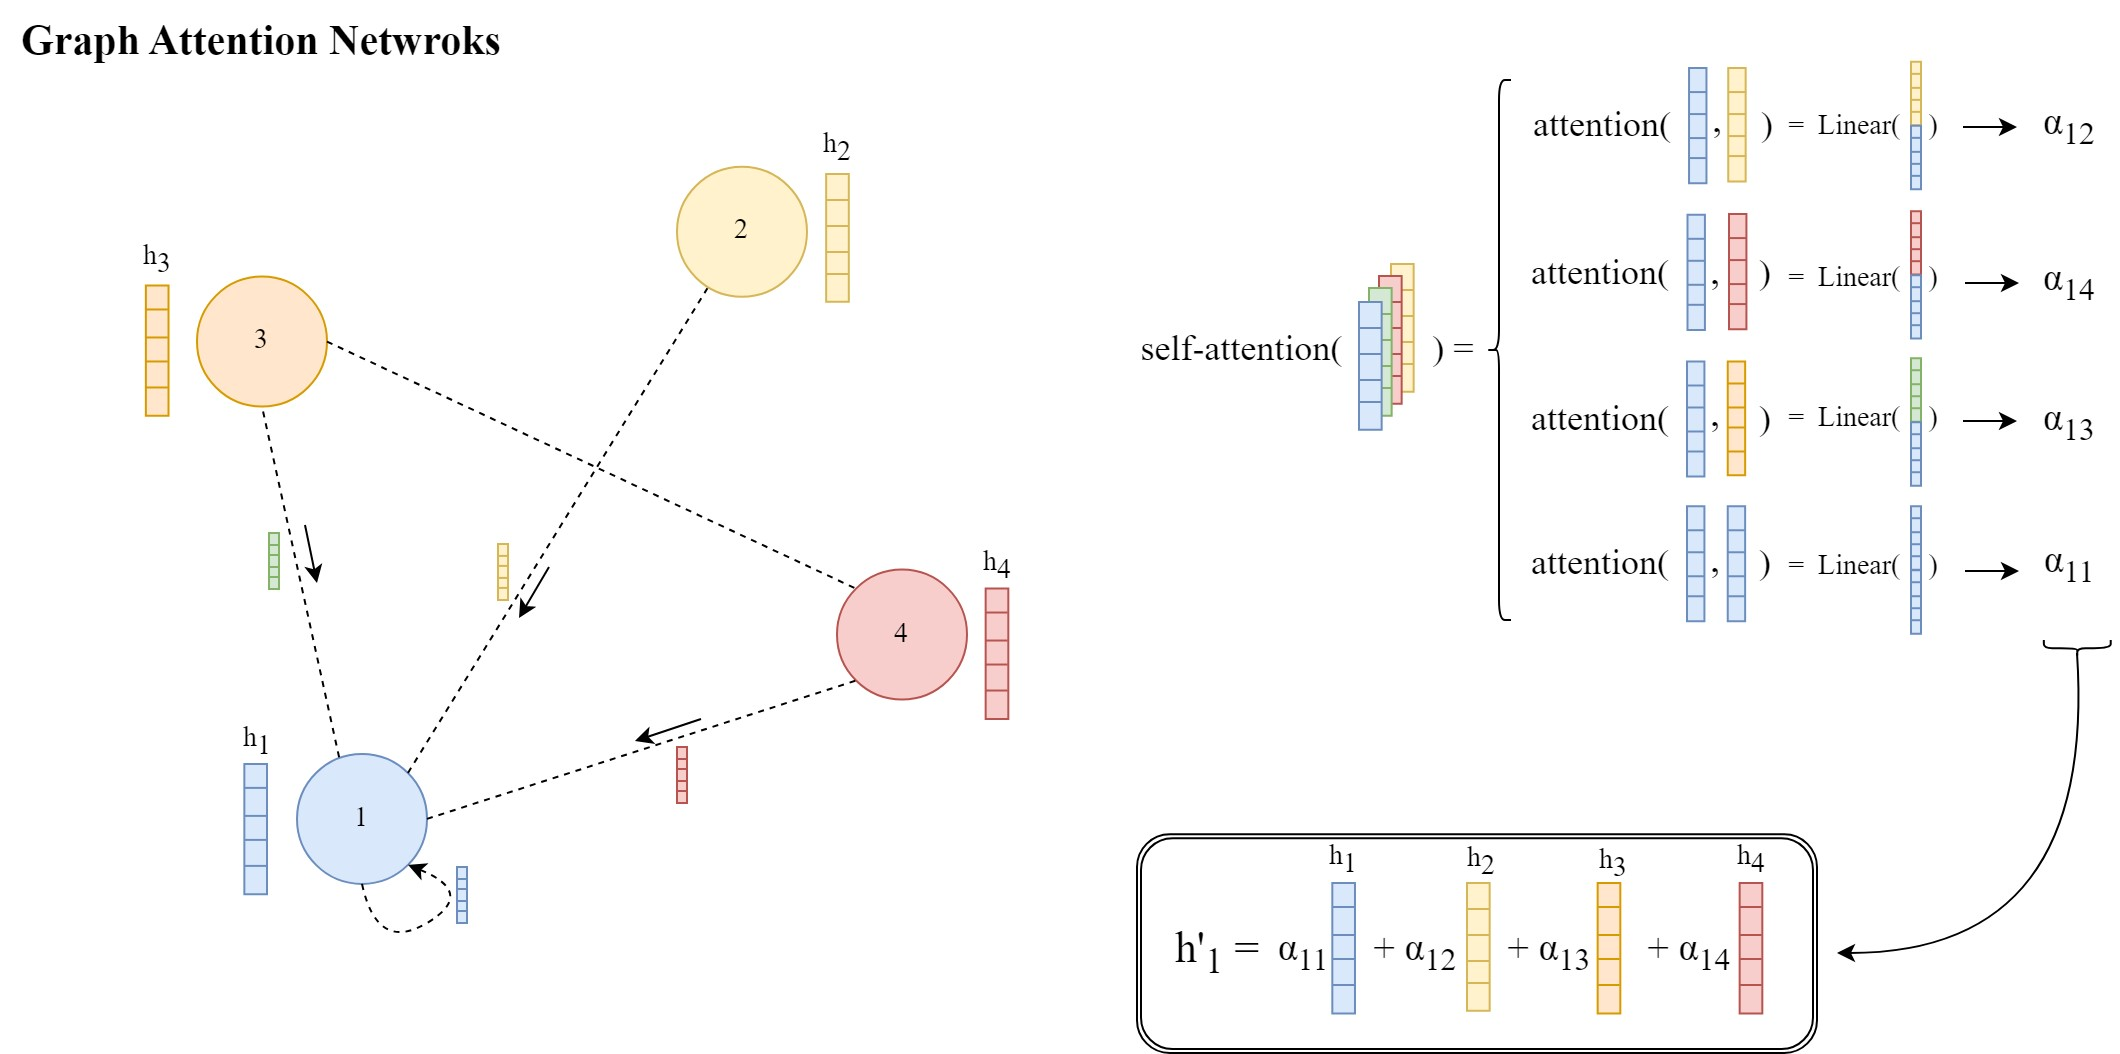 Graph Attention Netwroks
h2
2
h3
3
h4
4
h1
1
self-attention( ) =
attention( , ) = Linear( ) α12
attention( , ) = Linear( ) α14
attention( , ) = Linear( ) α13
attention( , ) = Linear( ) α11
h1 h2 h3 h4
h'1 = α11 + α12 + α13 + α14